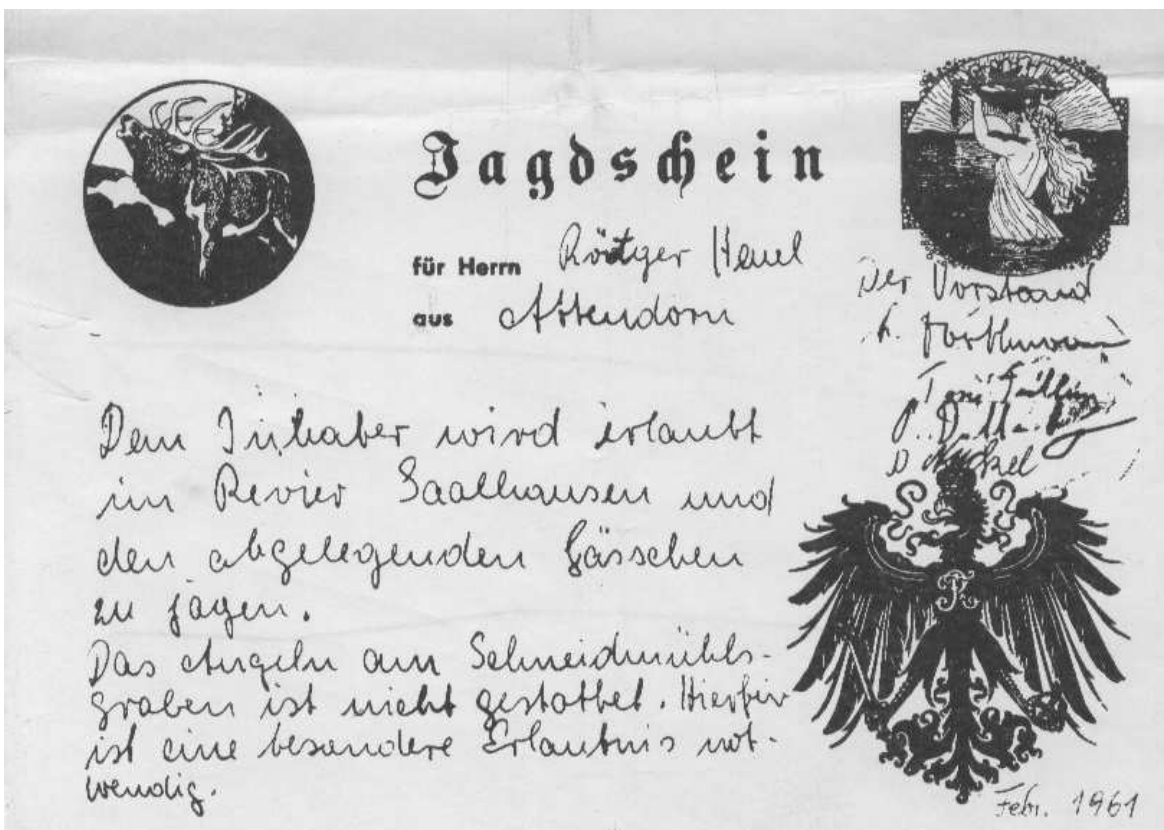 Jagdschein
für Herrn Röttger Heuel
aus Attendorn
Der Vorstand
Dem Inhaber wird erlaubt
im Revier Saalhausen und
den abgelegenden Gässchen
zu jagen.
Das Angeln am Schneidmühls-
graben ist nicht gestattet. Hierfür
ist eine besondere Erlaubnis not-
wendig.
Febr. 1961